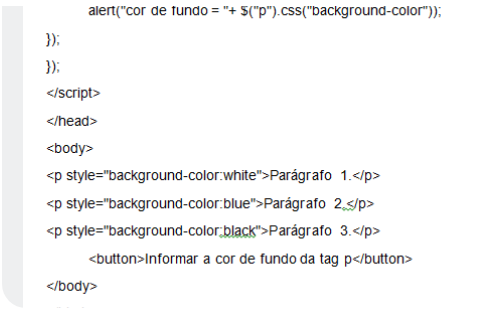 alert("cor de fundo = "+ $("p").css("background-color"));
});
});
</script>
</head>
<body>
<p style="background-color:white">Parágrafo 1.</p>
<p style="background-color:blue">Parágrafo 2.</p>
<p style="background-color:black">Parágrafo 3.</p>
<button>Informar a cor de fundo da tag p</button>
</body>